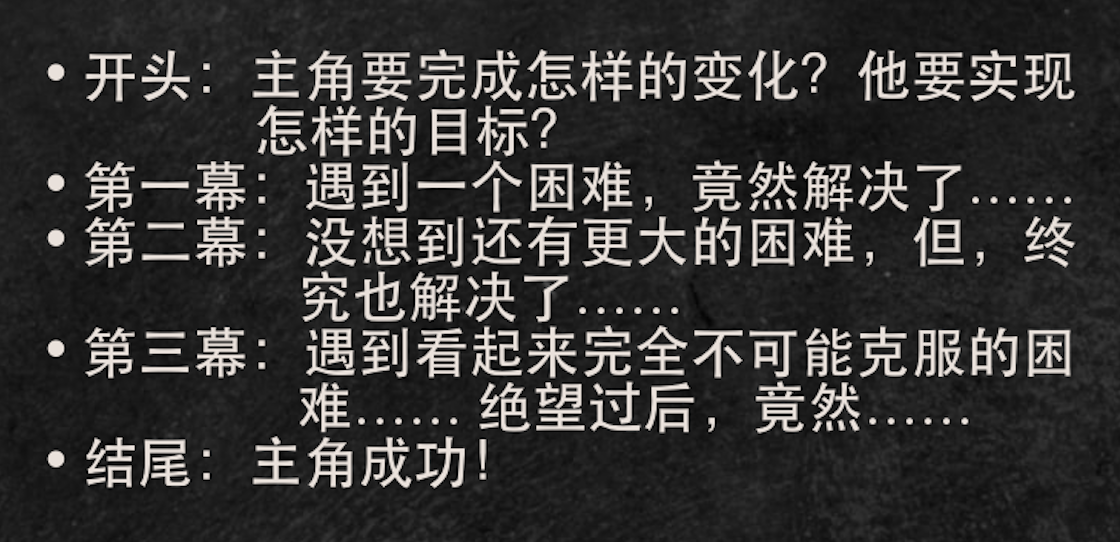 • 开头：主角要完成怎样的变化？他要实现
怎样的目标？
• 第一幕：遇到一个困难，竟然解决了……
• 第二幕：没想到还有更大的困难，但，终
究也解决了……
• 第三幕：遇到看起来完全不可能克服的困
难…… 绝望过后，竟然……
• 结尾：主角成功！